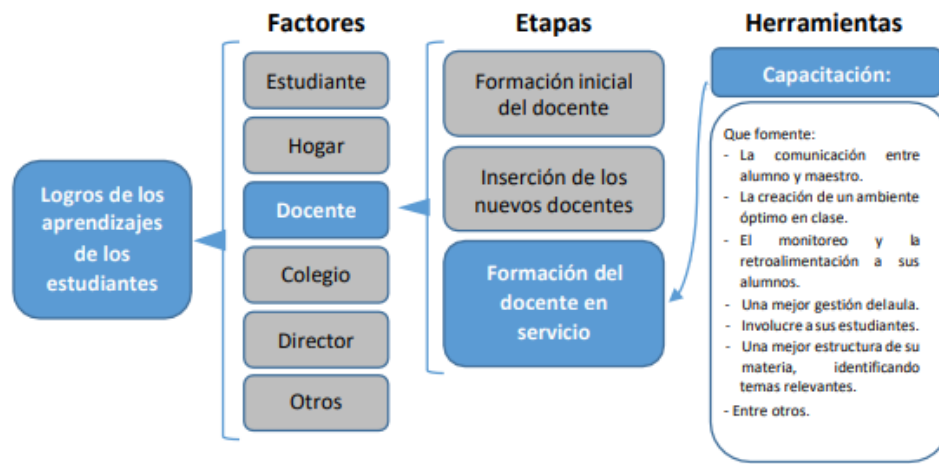 Factores
Estudiante
Hogar
Docente
Colegio
Director
Otros
Logros de los
aprendizajes
de los
estudiantes
Etapas
Formación inicial
del docente
Inserción de los
nuevos docentes
Formación del
docente en
servicio
Herramientas
Capacitación:
Que fomente:
- La comunicación entre
alumno y maestro.
- La creación de un ambiente
óptimo en clase.
- El monitoreo y la
retroalimentación a sus
alumnos.
- Una mejor gestión delaula.
- Involucre a sus estudiantes.
- Una mejor estructura de su
materia, identificando
temas relevantes.
- Entre otros.